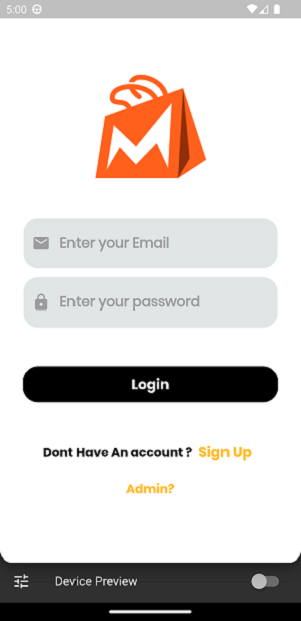 5:00
M
Enter your Email
Enter your password
Login
Dont Have An account ? Sign Up
Admin?
Device Preview